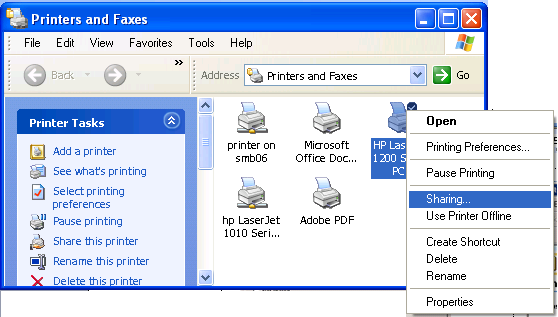 Printers and Faxes
File Edit View Favorites Tools Help
Back » Address Printers and Faxes Go
Printer Tasks
Add a printer
See what's printing
Select printing
preferences
Pause printing
Share this printer
Rename this printer
Delete this printer
printer on
smb06
Microsoft
Office Doc...
HP Las
1200 S
PC
hp LaserJet
1010 Seri...
Adobe PDF
Open
Printing Preferences...
Pause Printing
Sharing...
Use Printer Offline
Create Shortcut
Delete
Rename
Properties